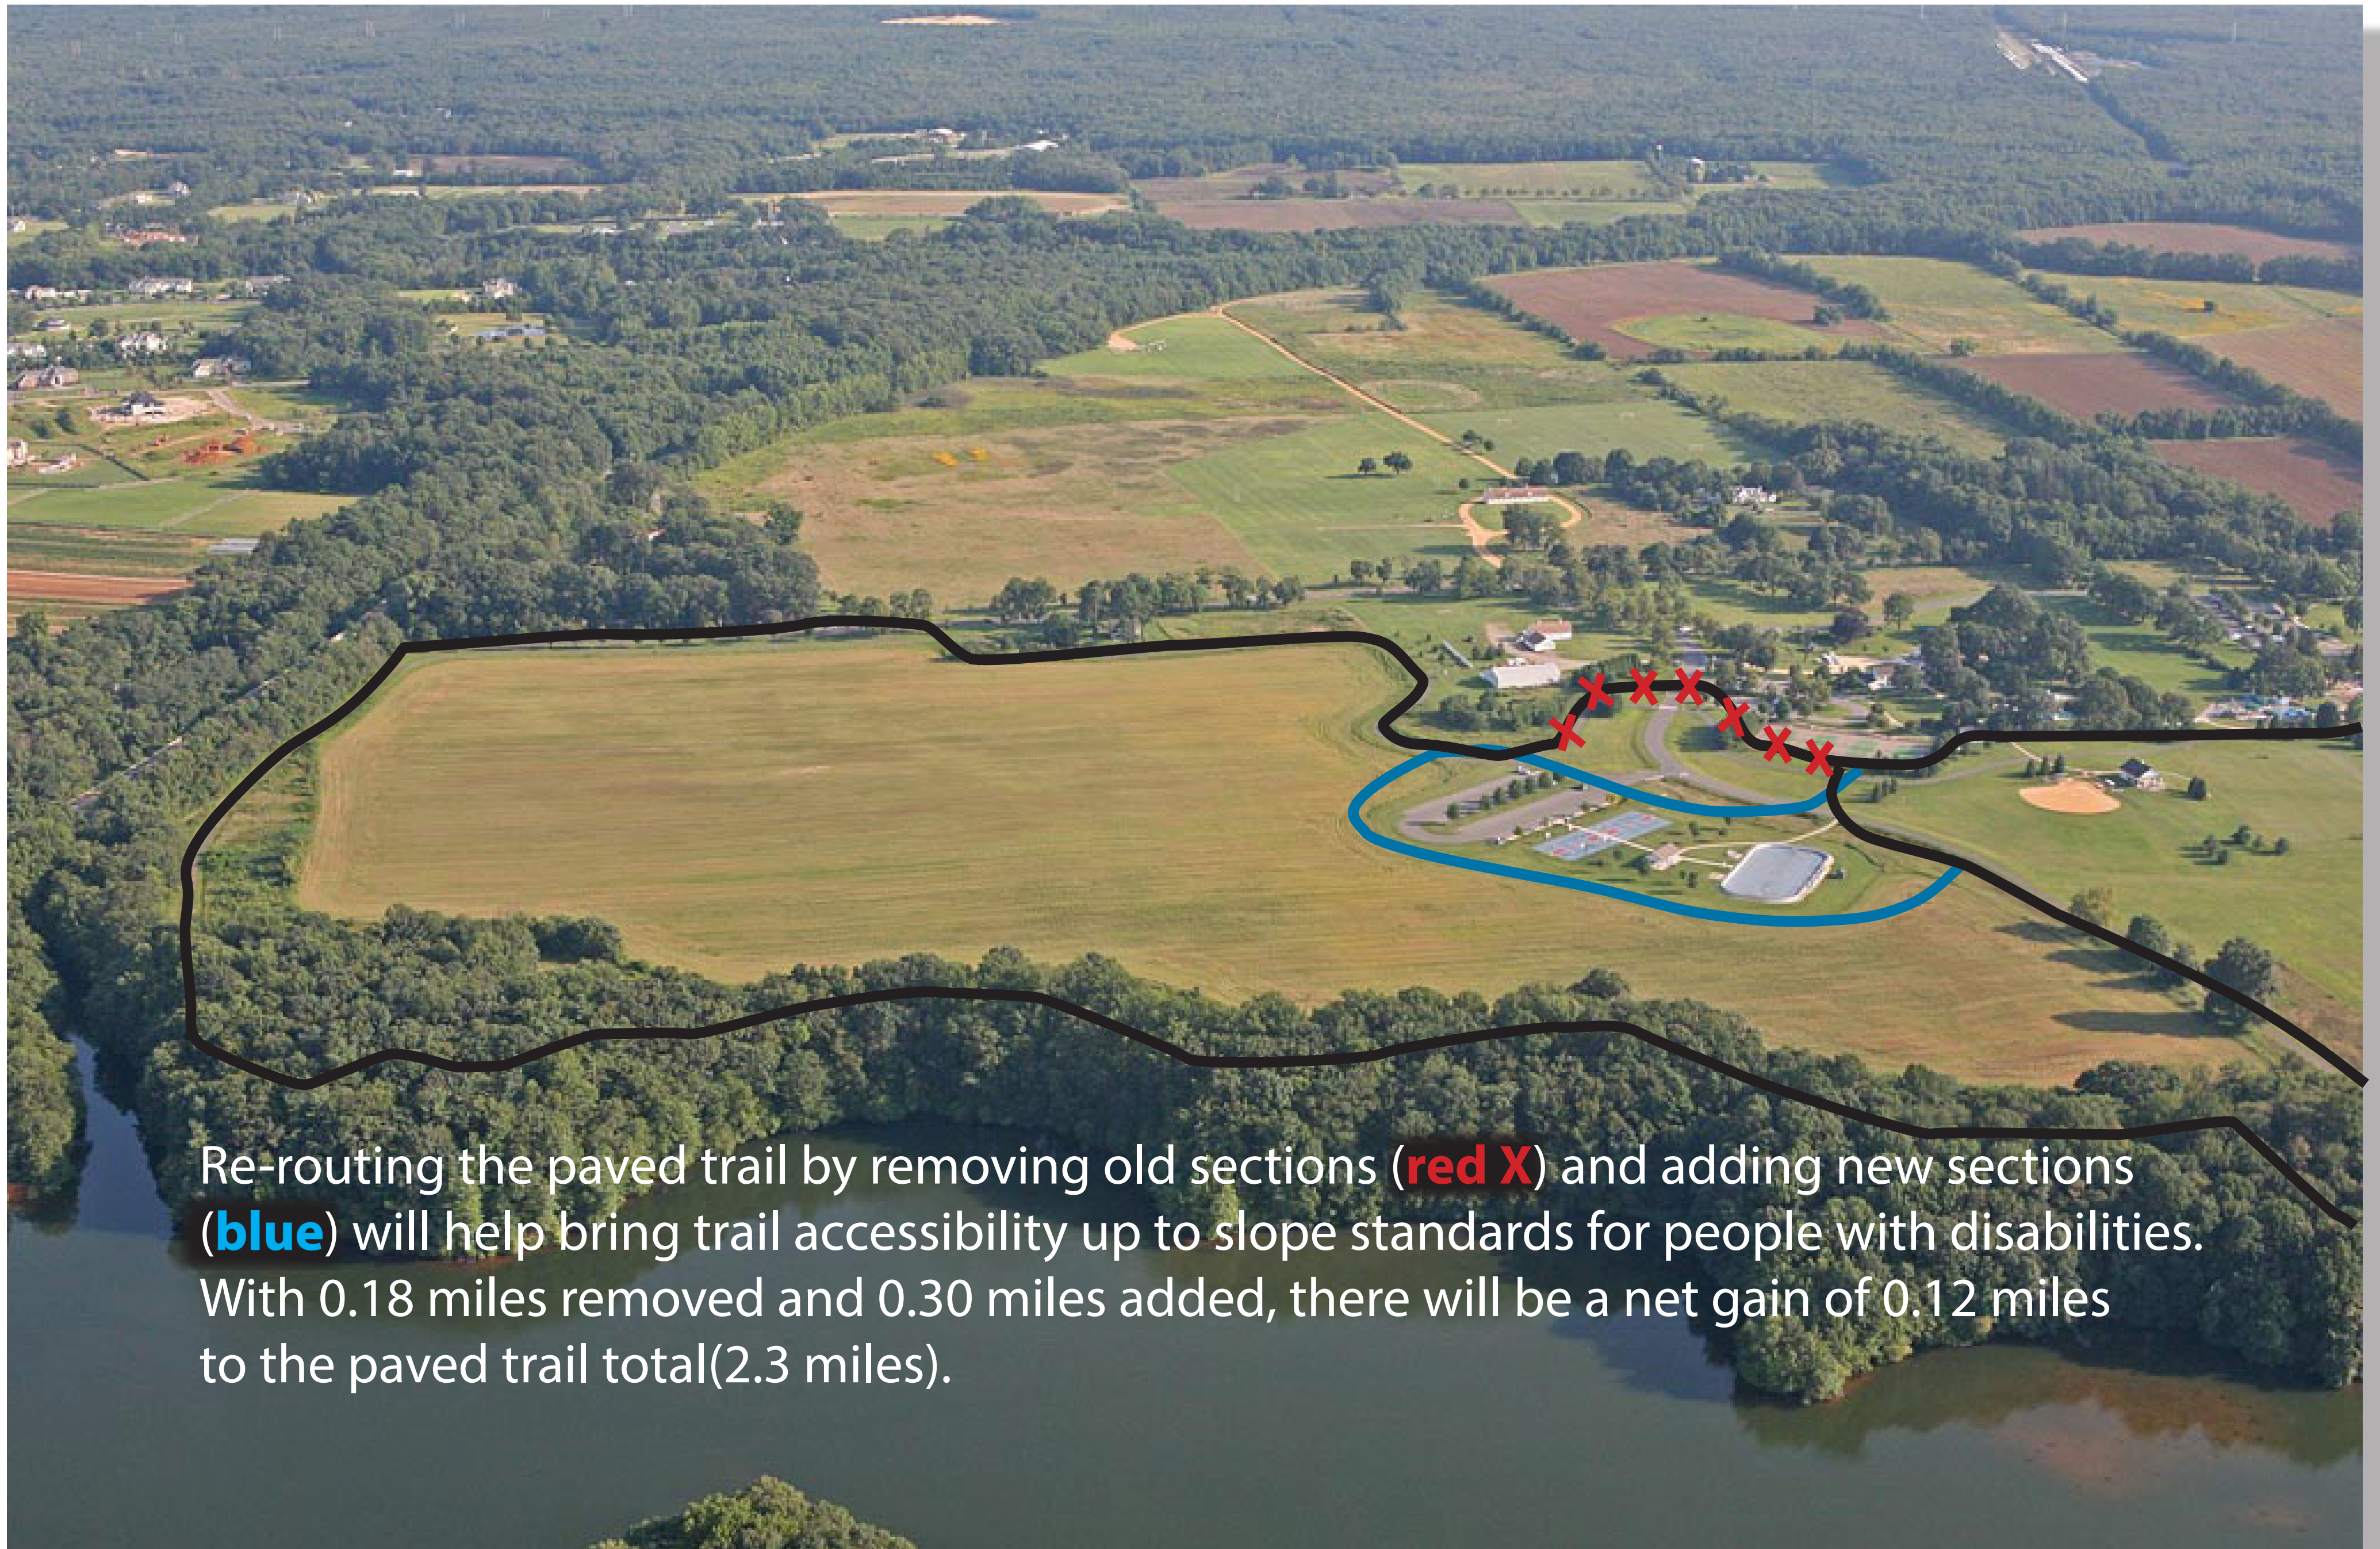 Re-routing the paved trail by removing old sections (red X) and adding new sections
(blue) will help bring trail accessibility up to slope standards for people with disabilities.
With 0.18 miles removed and 0.30 miles added, there will be a net gain of 0.12 miles
to the paved trail total(2.3 miles).